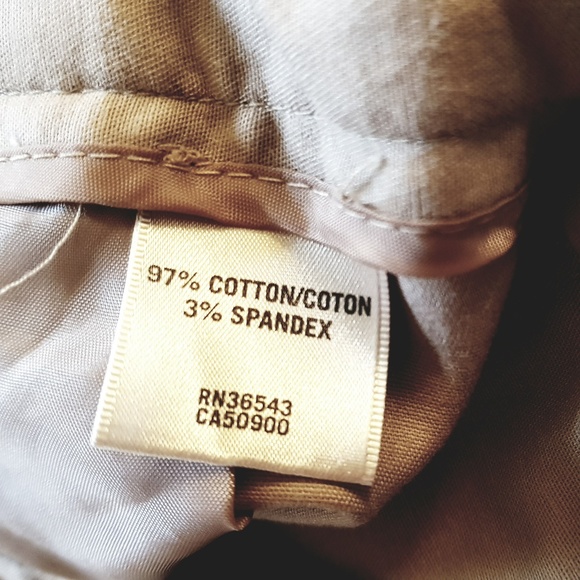 97% COTTON/COTON
3% SPANDEX
RN36543
CA50900